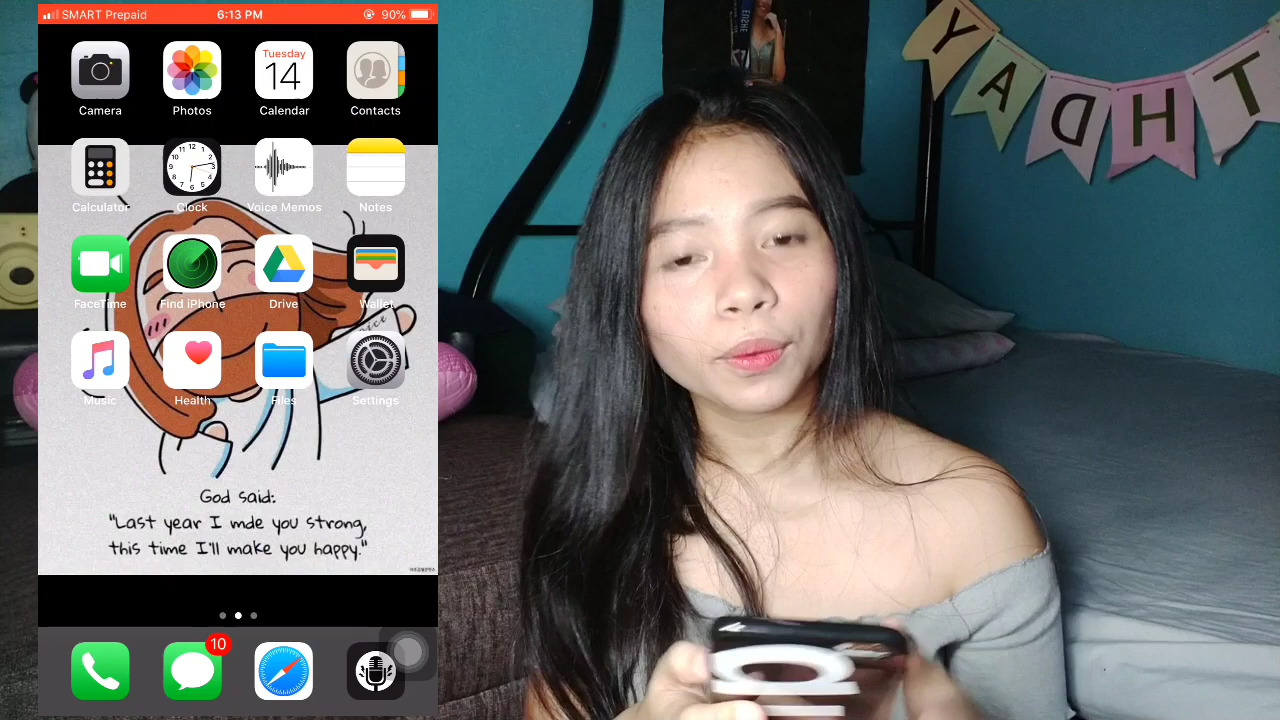 SMART Prepaid 6:13 PM 90%
Camera
Photos
Tuesday
14
Calendar
Contacts
Calculator
Clock
Voice Memos
Notes
FaceTime
Find iPhone
Drive
Wallet
Music
Health
Files
Settings
God said:
"Last year I mde you strong,
this time I'll make you happy."
10
YADHT